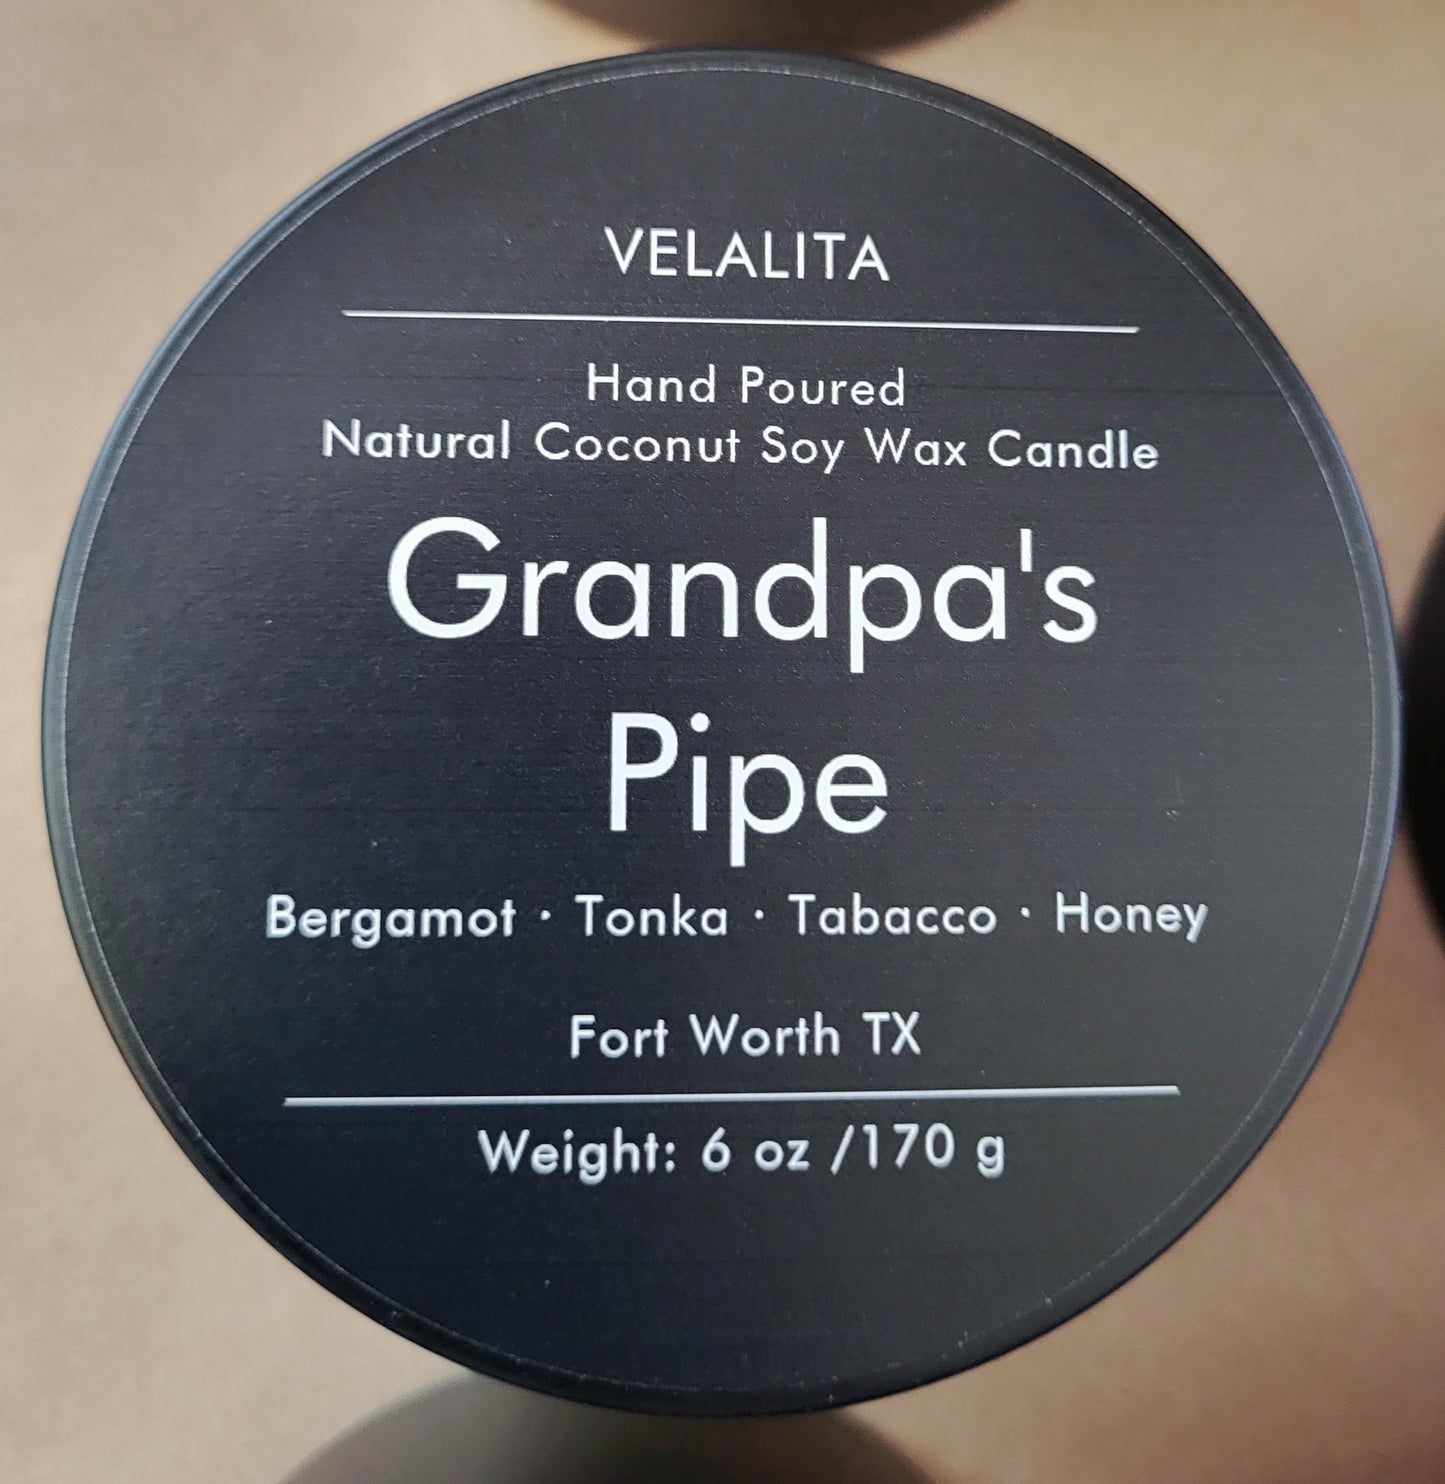 VELALITA
Hand Poured
Natural Coconut Soy Wax Candle
Grandpa's
Pipe
Bergamot · Tonka · Tabacco · Honey
Fort Worth TX
Weight: 6 oz /170 g